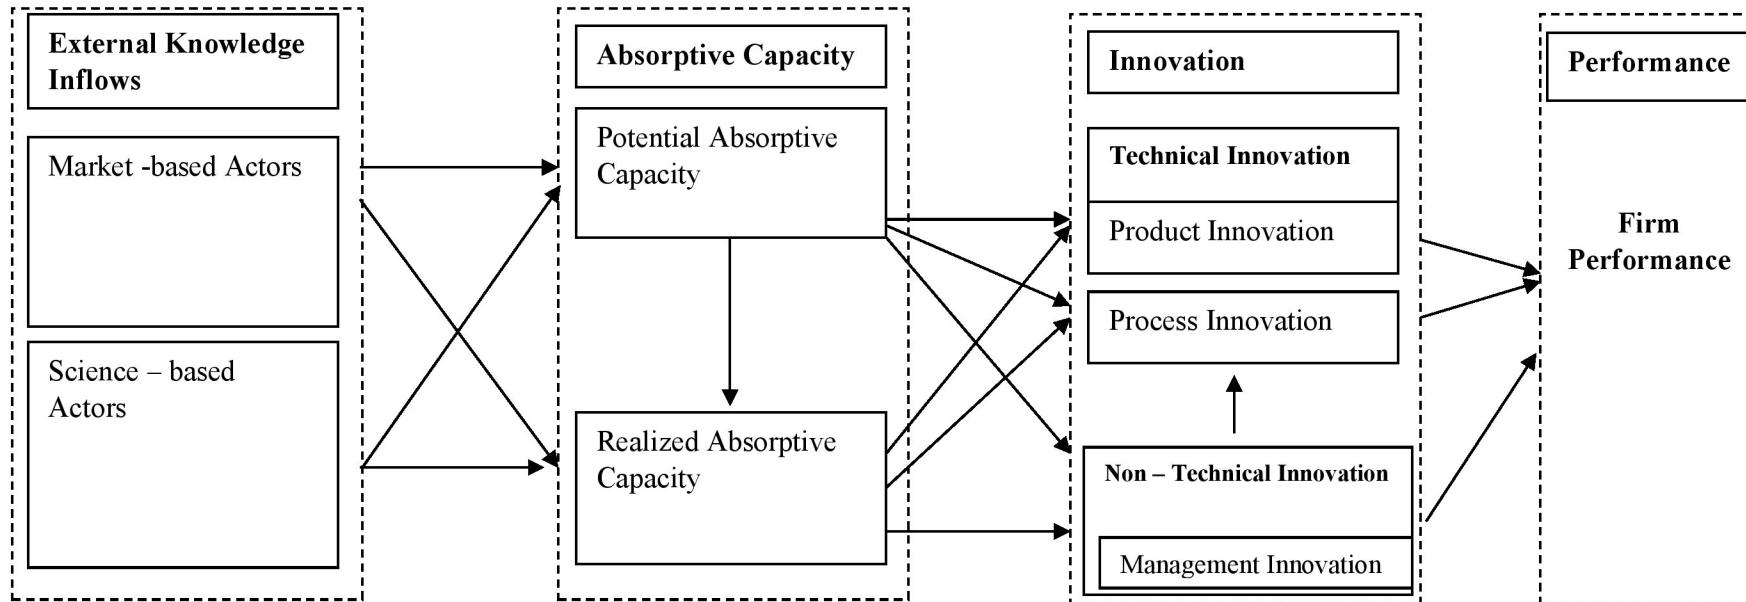 External Knowledge
Inflows
Market -based Actors
Science – based
Actors
Absorptive Capacity
Potential Absorptive
Capacity
Realized Absorptive
Capacity
Innovation
Technical Innovation
Product Innovation
Process Innovation
Non – Technical Innovation
Management Innovation
Performance
Firm
Performance